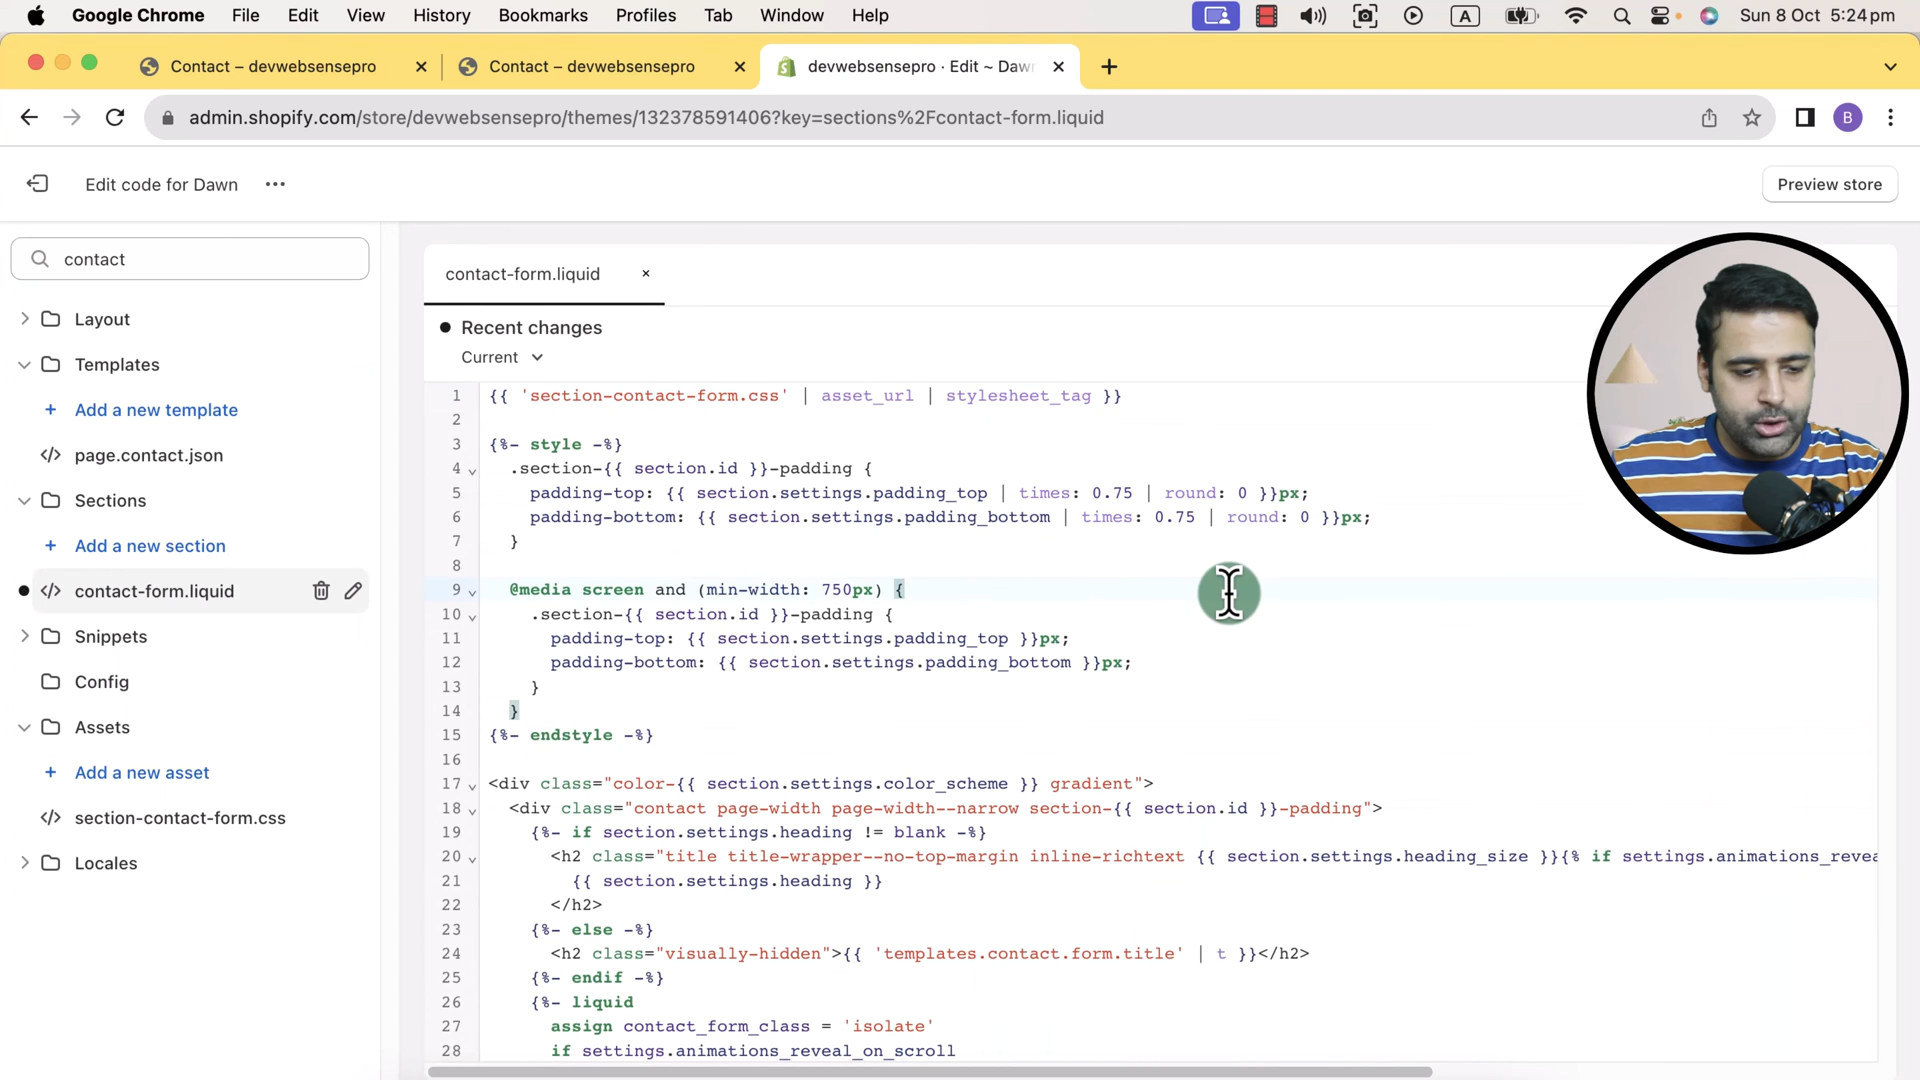 Google Chrome File Edit View History Bookmarks Profiles Tab Window Help A Sun 8 Oct 5:24 pm
Contact – devwebsensepro × Contact – devwebsensepro × devwebsensepro · Edit ~ Daw × +
admin.shopify.com/store/devwebsensepro/themes/132378591406?key=sections%2Fcontact-form.liquid B
Edit code for Dawn ••• Preview store
contact
Layout
Templates
+ Add a new template
page.contact.json
Sections
+ Add a new section
contact-form.liquid
Snippets
Config
Assets
+ Add a new asset
section-contact-form.css
Locales
contact-form.liquid ×
Recent changes
Current
1 {{ 'section-contact-form.css' | asset_url | stylesheet_tag }}
2
3 {%- style -%}
4 .section-{{ section.id }}-padding {
5 padding-top: {{ section.settings.padding_top | times: 0.75 | round: 0 }}px;
6 padding-bottom: {{ section.settings.padding_bottom | times: 0.75 | round: 0 }}px;
7 }
8
9 @media screen and (min-width: 750px) {
10 .section-{{ section.id }}-padding {
11 padding-top: {{ section.settings.padding_top }}px;
12 padding-bottom: {{ section.settings.padding_bottom }}px;
13 }
14 }
15 {%- endstyle -%}
16
17 <div class="color-{{ section.settings.color_scheme }} gradient">
18 <div class="contact page-width page-width--narrow section-{{ section.id }}-padding">
19 {%- if section.settings.heading != blank -%}
20 <h2 class="title title-wrapper--no-top-margin inline-richtext {{ section.settings.heading_size }}{% if settings.animations_revea
21 {{ section.settings.heading }}
22 </h2>
23 {%- else -%}
24 <h2 class="visually-hidden">{{ 'templates.contact.form.title' | t }}</h2>
25 {%- endif -%}
26 {%- liquid
27 assign contact_form_class = 'isolate'
28 if settings.animations_reveal_on_scroll